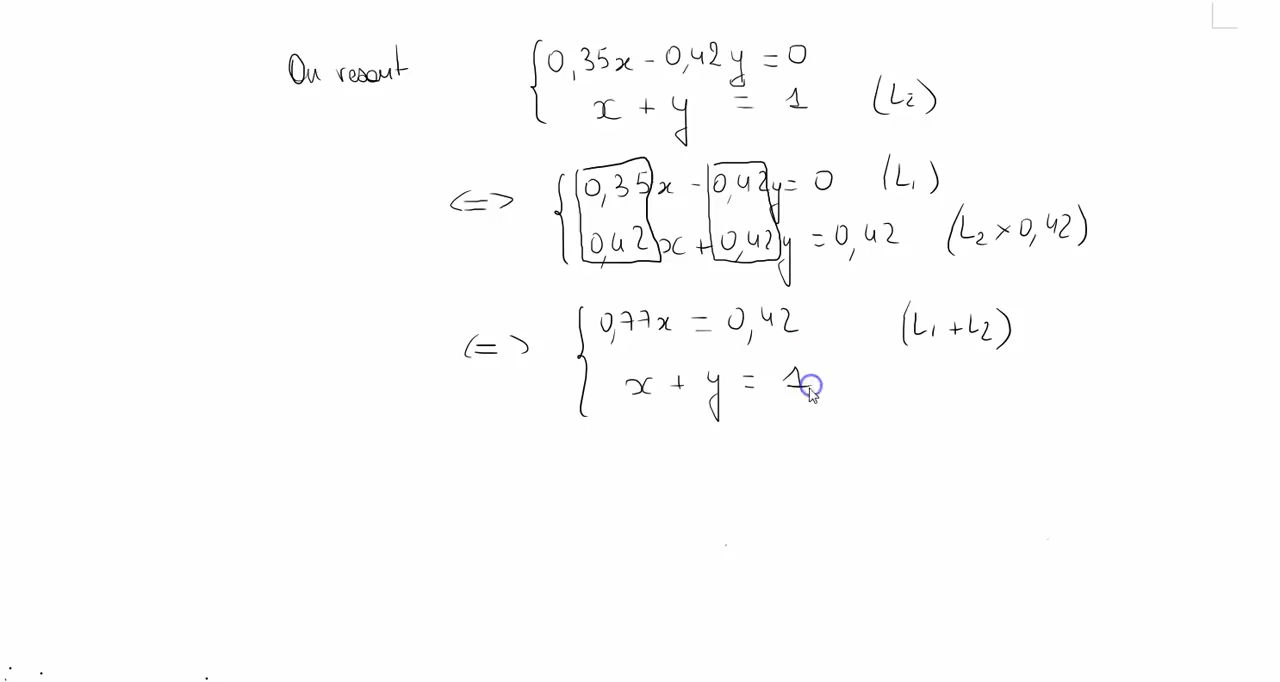 On resout { 0,35x - 0,42y = 0
x + y = 1 (L2)
<=> { 0,35x - 0,42y = 0 (L1)
0,42x + 0,42y = 0,42 (L2 × 0,42)
<=> { 0,77x = 0,42 (L1 + L2)
x + y = 1